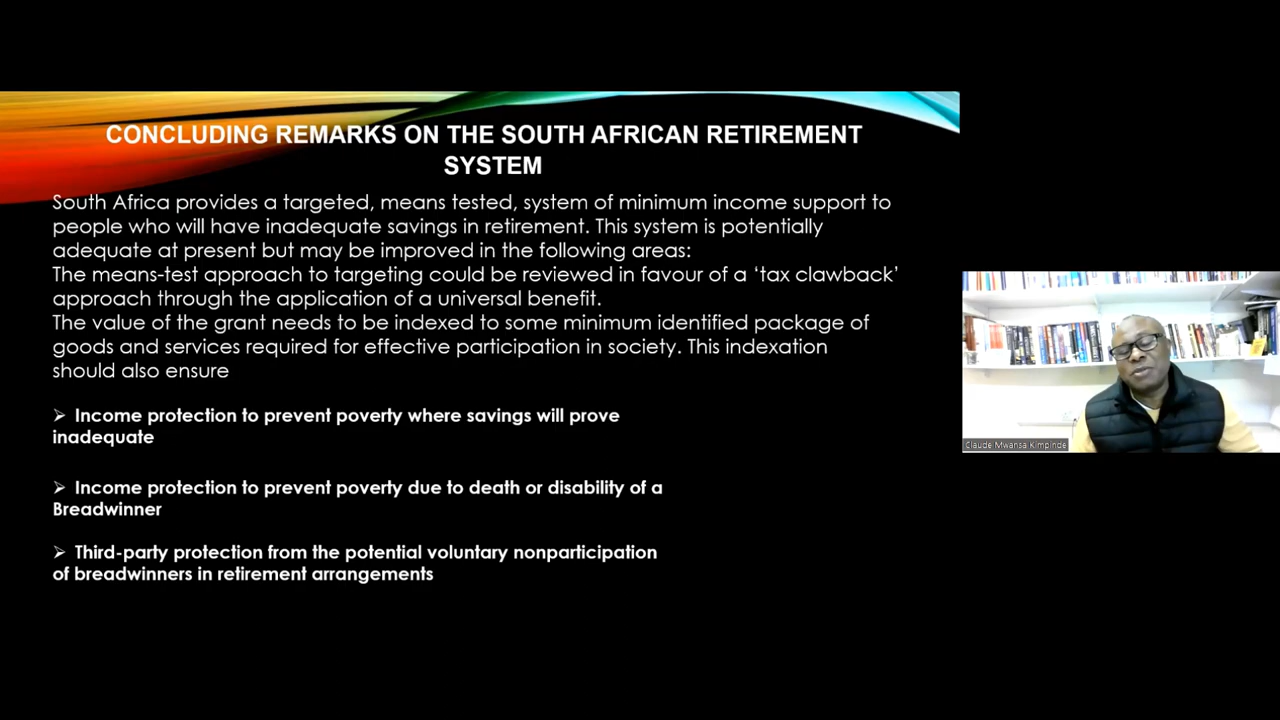 CONCLUDING REMARKS ON THE SOUTH AFRICAN RETIREMENT
SYSTEM
South Africa provides a targeted, means tested, system of minimum income support to
people who will have inadequate savings in retirement. This system is potentially
adequate at present but may be improved in the following areas:
The means-test approach to targeting could be reviewed in favour of a ‘tax clawback’
approach through the application of a universal benefit.
The value of the grant needs to be indexed to some minimum identified package of
goods and services required for effective participation in society. This indexation
should also ensure
➢ Income protection to prevent poverty where savings will prove
inadequate
➢ Income protection to prevent poverty due to death or disability of a
Breadwinner
➢ Third-party protection from the potential voluntary nonparticipation
of breadwinners in retirement arrangements
Claude Mwansa Kimpinde